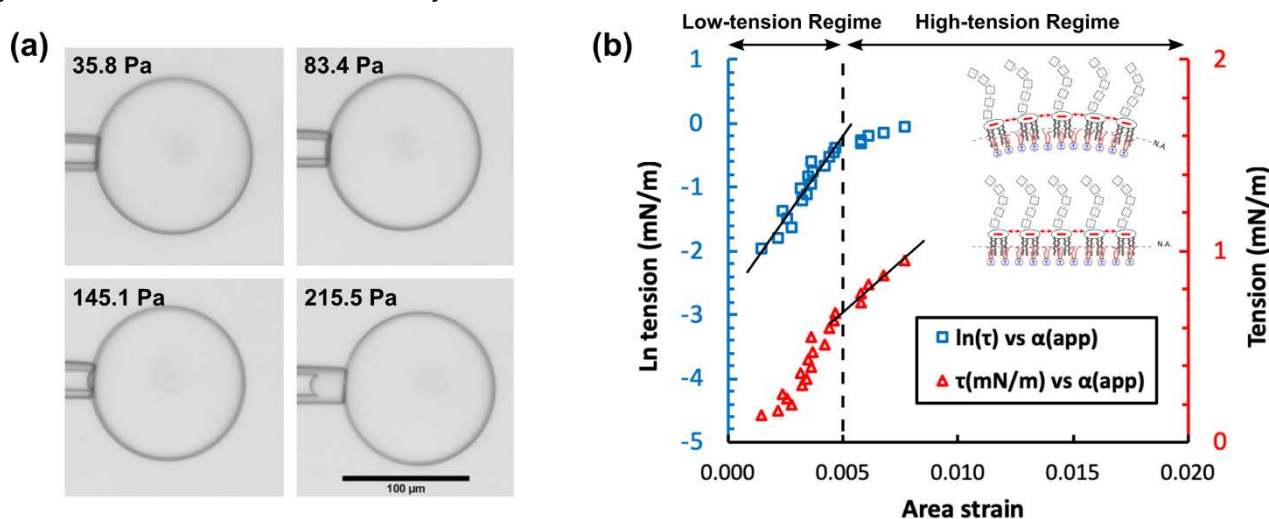 (a)
35.8 Pa
83.4 Pa
145.1 Pa
215.5 Pa
100 µm
(b)
Low-tension Regime
High-tension Regime
Ln tension (mN/m)
1
0
-1
-2
-3
-4
-5
Tension (mN/m)
2
1
0
N.A.
N.A.
ln(τ) vs α(app)
τ(mN/m) vs α(app)
0.000
0.005
0.010
0.015
0.020
Area strain